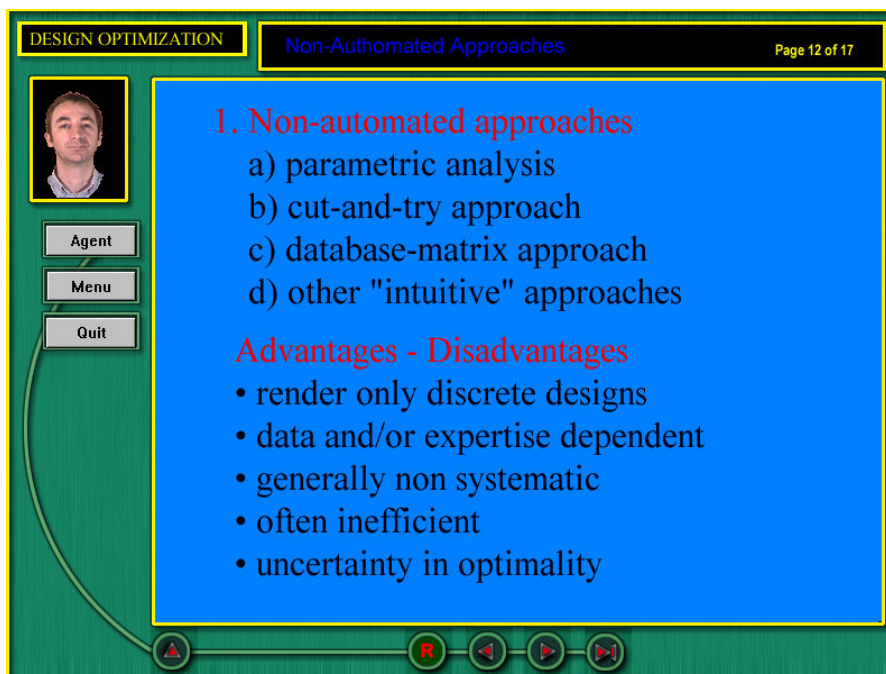 DESIGN OPTIMIZATION
Non-Authomated Approaches
Page 12 of 17
1. Non-automated approaches
a) parametric analysis
b) cut-and-try approach
c) database-matrix approach
d) other "intuitive" approaches
Advantages - Disadvantages
• render only discrete designs
• data and/or expertise dependent
• generally non systematic
• often inefficient
• uncertainty in optimality
Agent
Menu
Quit
R